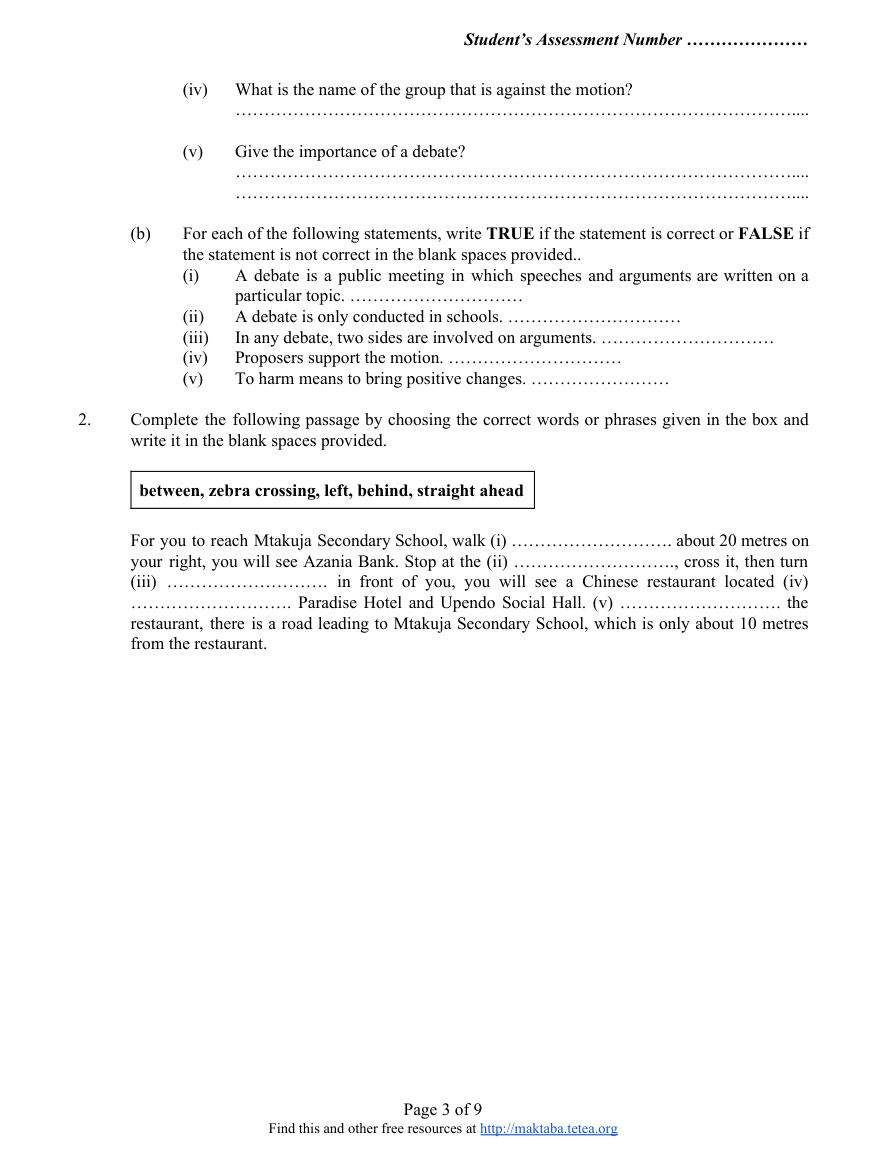 Student’s Assessment Number …………………
(iv) What is the name of the group that is against the motion?
……………………………………………………………………………………....
(v) Give the importance of a debate?
……………………………………………………………………………………....
……………………………………………………………………………………....
(b) For each of the following statements, write TRUE if the statement is correct or FALSE if
the statement is not correct in the blank spaces provided..
(i) A debate is a public meeting in which speeches and arguments are written on a
particular topic. …………………………
(ii) A debate is only conducted in schools. …………………………
(iii) In any debate, two sides are involved on arguments. …………………………
(iv) Proposers support the motion. …………………………
(v) To harm means to bring positive changes. ……………………
2. Complete the following passage by choosing the correct words or phrases given in the box and
write it in the blank spaces provided.
between, zebra crossing, left, behind, straight ahead
For you to reach Mtakuja Secondary School, walk (i) ………………………. about 20 metres on
your right, you will see Azania Bank. Stop at the (ii) ………………………., cross it, then turn
(iii) ………………………. in front of you, you will see a Chinese restaurant located (iv)
………………………. Paradise Hotel and Upendo Social Hall. (v) ………………………. the
restaurant, there is a road leading to Mtakuja Secondary School, which is only about 10 metres
from the restaurant.
Page 3 of 9
Find this and other free resources at http://maktaba.tetea.org